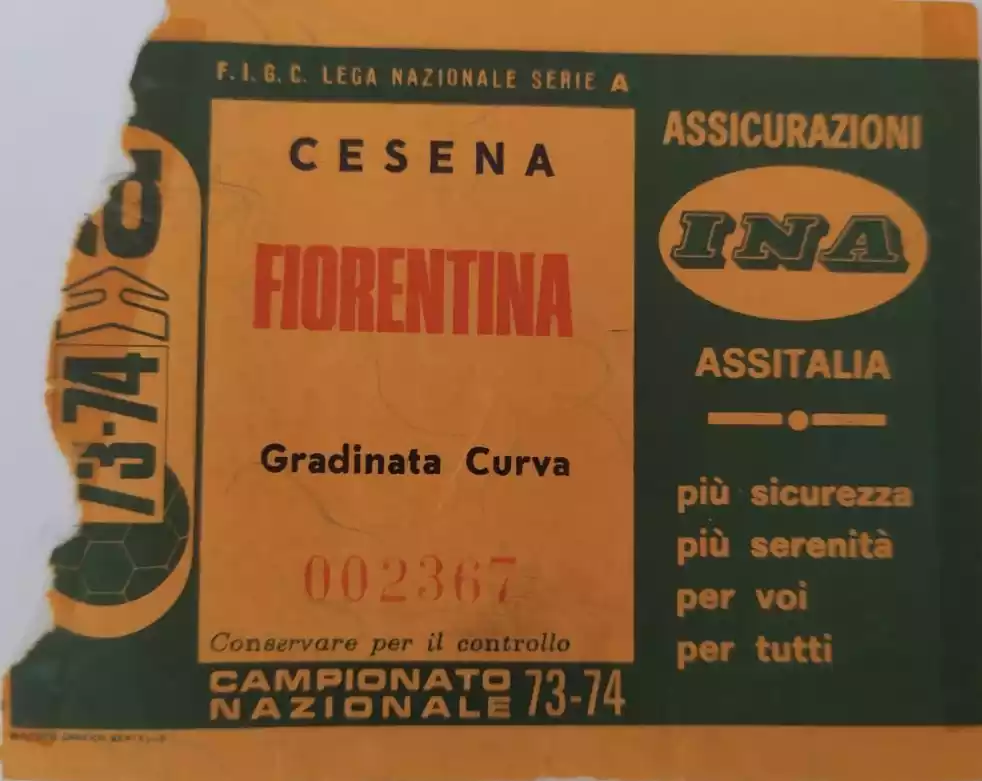 F.I.G.C. LEGA NAZIONALE SERIE A
CESENA
FIORENTINA
Gradinata Curva
002367
Conservare per il controllo
CAMPIONATO
NAZIONALE 73-74
73-74
ASSICURAZIONI
INA
ASSITALIA
più sicurezza
più serenità
per voi
per tutti